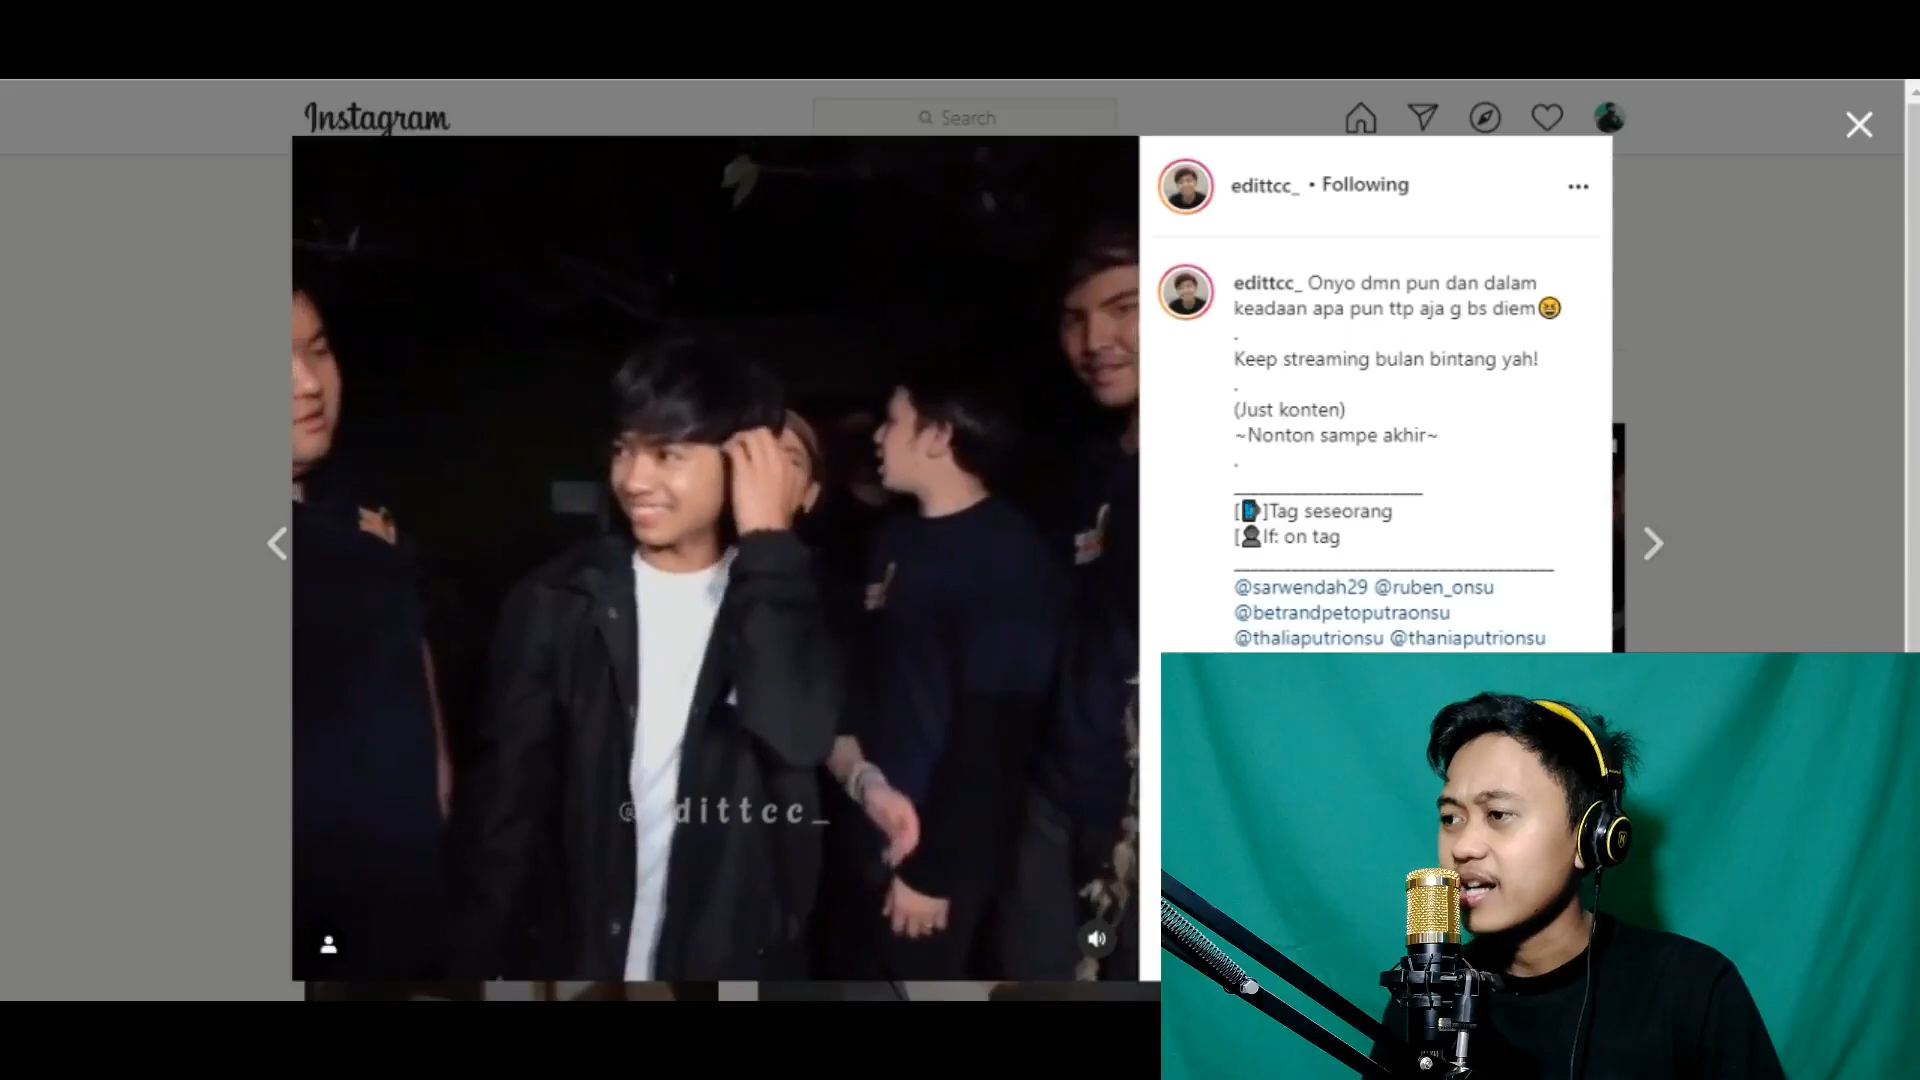 Instagram
Search
edittcc_ • Following
edittcc_ Onyo dmn pun dan dalam
keadaan apa pun ttp aja g bs diem😆
.
Keep streaming bulan bintang yah!
.
(Just konten)
~Nonton sampe akhir~
.
[📲]Tag seseorang
[👤If: on tag
@sarwendah29 @ruben_onsu
@betrandpetoputraonsu
@thaliaputrionsu @thaniaputrionsu
@edittcc_